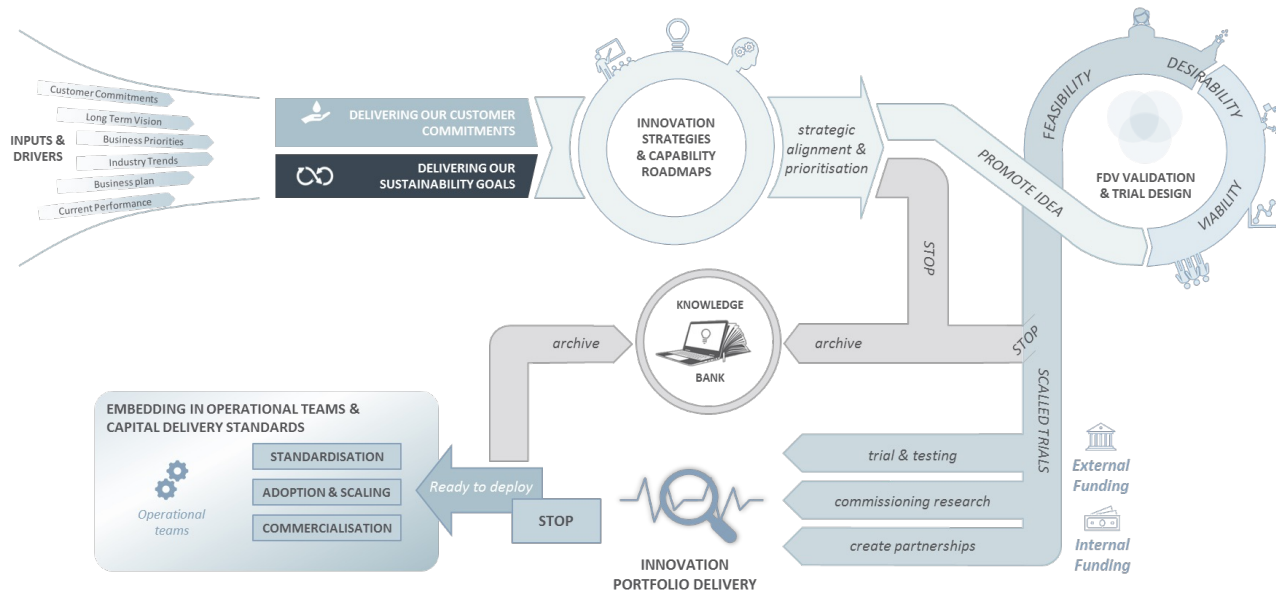 Customer Commitments
Long Term Vision
Business Priorities
Industry Trends
Business plan
Current Performance
INPUTS &
DRIVERS
DELIVERING OUR CUSTOMER
COMMITMENTS
DELIVERING OUR
SUSTAINABILITY GOALS
INNOVATION
STRATEGIES
& CAPABILITY
ROADMAPS
strategic
alignment &
prioritisation
PROMOTE IDEA
FEASIBILITY
DESIRABILITY
VIABILITY
FDV VALIDATION
& TRIAL DESIGN
STOP
STOP
archive
KNOWLEDGE
BANK
archive
SCALLED TRIALS
trial & testing
commissioning research
create partnerships
External
Funding
Internal
Funding
INNOVATION
PORTFOLIO DELIVERY
STOP
Ready to deploy
EMBEDDING IN OPERATIONAL TEAMS &
CAPITAL DELIVERY STANDARDS
Operational
teams
STANDARDISATION
ADOPTION & SCALING
COMMERCIALISATION